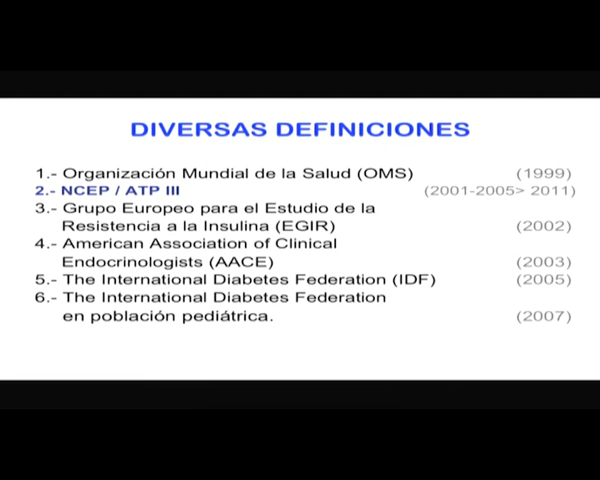 DIVERSAS DEFINICIONES
1.- Organización Mundial de la Salud (OMS) (1999)
2.- NCEP / ATP III (2001-2005> 2011)
3.- Grupo Europeo para el Estudio de la
Resistencia a la Insulina (EGIR) (2002)
4.- American Association of Clinical
Endocrinologists (AACE) (2003)
5.- The International Diabetes Federation (IDF) (2005)
6.- The International Diabetes Federation
en población pediátrica. (2007)